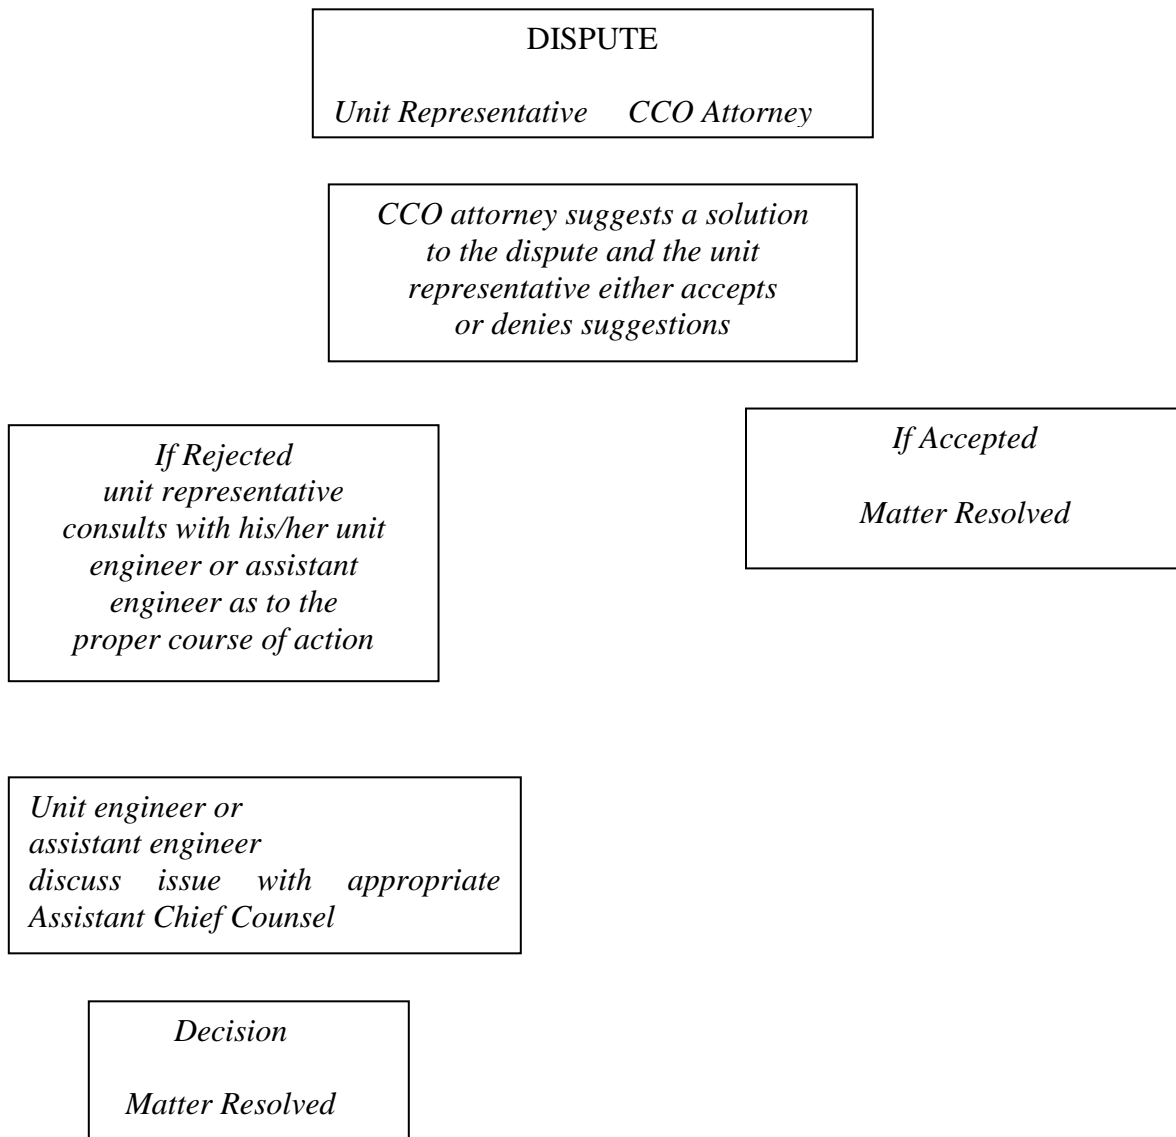 DISPUTE
Unit Representative CCO Attorney
CCO attorney suggests a solution
to the dispute and the unit
representative either accepts
or denies suggestions
If Rejected
unit representative
consults with his/her unit
engineer or assistant
engineer as to the
proper course of action
If Accepted
Matter Resolved
Unit engineer or
assistant engineer
discuss issue with appropriate
Assistant Chief Counsel
Decision
Matter Resolved